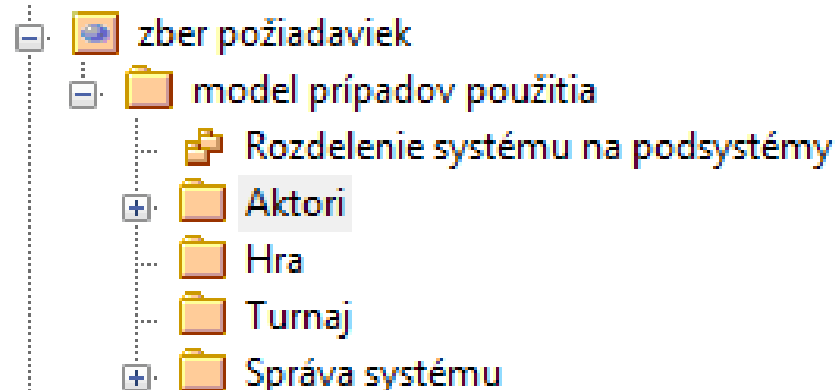 zber požiadaviek
model prípadov použitia
Rozdelenie systému na podsystémy
Aktori
Hra
Turnaj
Správa systému